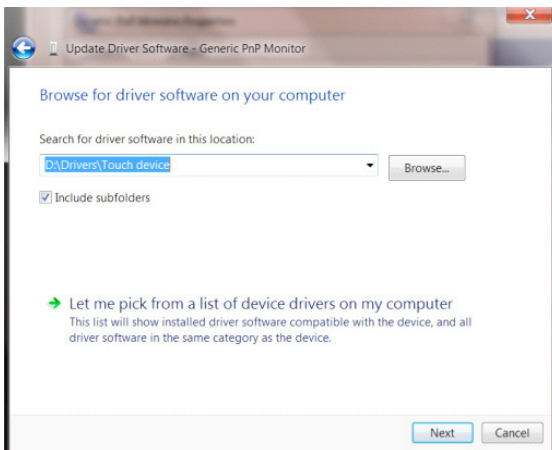 Update Driver Software - Generic PnP Monitor
Browse for driver software on your computer
Search for driver software in this location:
D:\Drivers\Touch device
Browse...
Include subfolders
Let me pick from a list of device drivers on my computer
This list will show installed driver software compatible with the device, and all
driver software in the same category as the device.
Next
Cancel